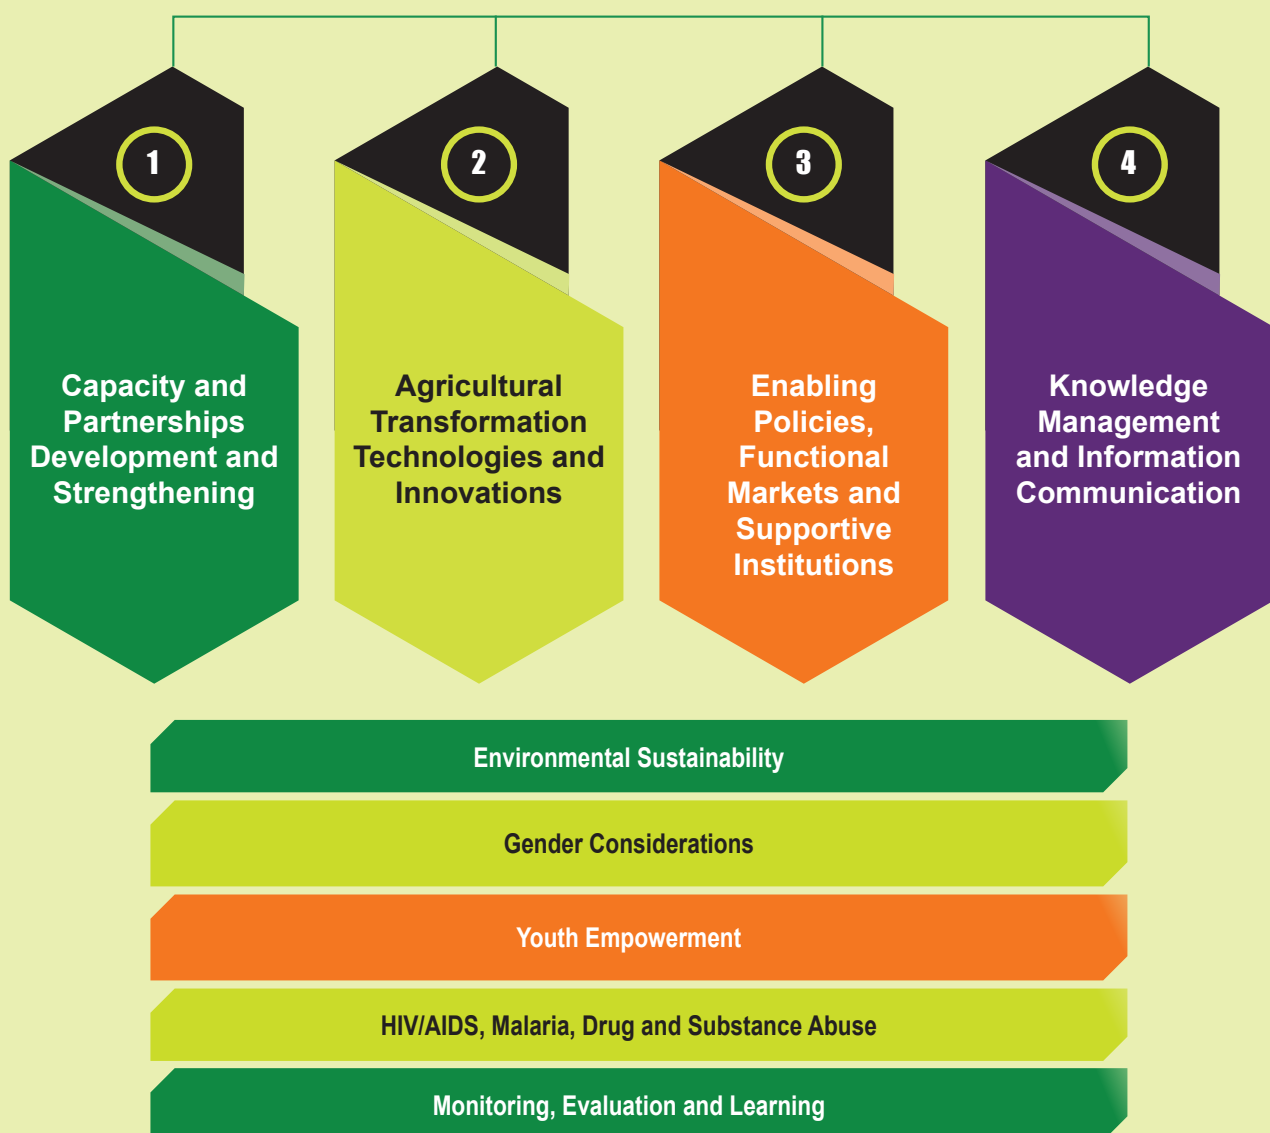 1
Capacity and
Partnerships
Development and
Strengthening
2
Agricultural
Transformation
Technologies and
Innovations
3
Enabling
Policies,
Functional
Markets and
Supportive
Institutions
4
Knowledge
Management
and Information
Communication
Environmental Sustainability
Gender Considerations
Youth Empowerment
HIV/AIDS, Malaria, Drug and Substance Abuse
Monitoring, Evaluation and Learning